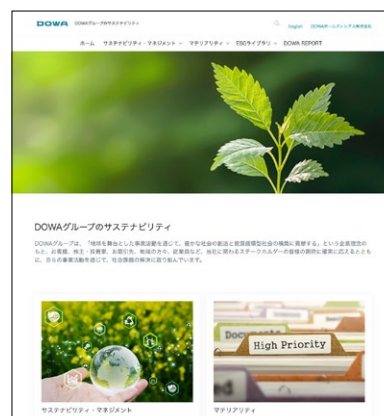 DOWA DOWAグループのサステナビリティ
English DOWAホールディングス株式会社
ホーム サステナビリティ・マネジメント マテリアリティ ESGライブラリ DOWA REPORT
DOWAグループのサステナビリティ
DOWAグループは、「地球を舞台とした事業活動を通じて、豊かな社会の創造と資源循環型社会の構築に貢献する」という企業理念の
もと、お客様、株主・投資家、お取引先、地域の方々、従業員など、当社に関わるステークホルダーの皆様の期待に確実に応えるととも
に、自らの事業活動を通じて、社会課題の解決に取り組んでいます。
Documents
High Priority
サステナビリティ・マネジメント
マテリアリティ